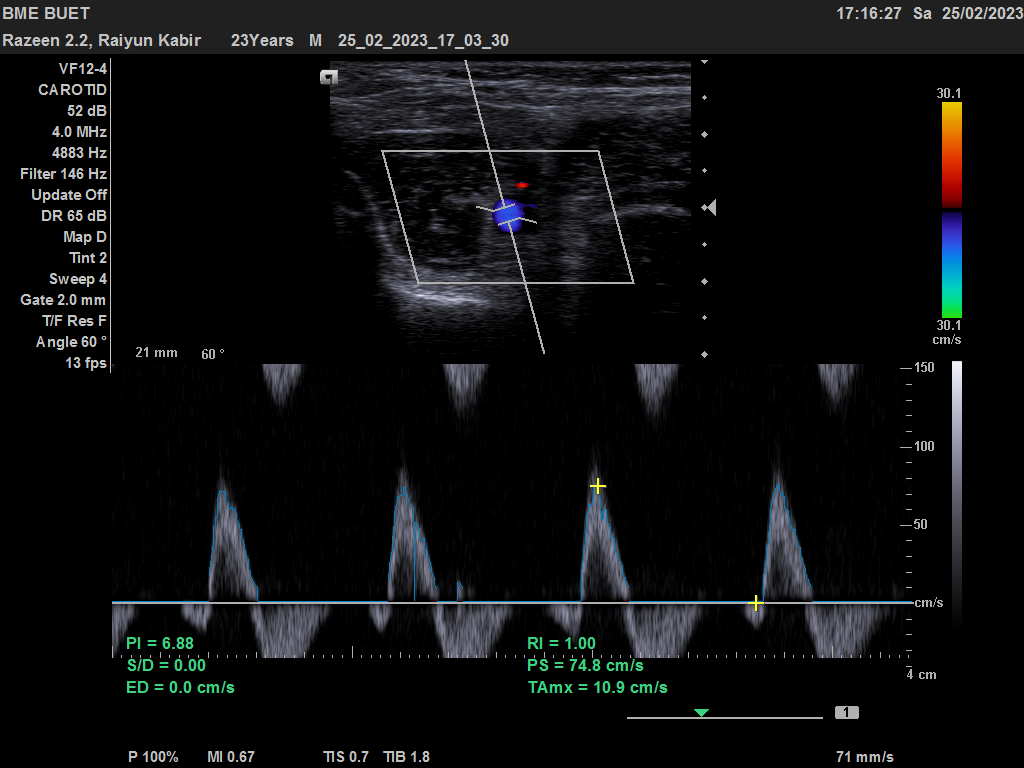 BME BUET 17:16:27 Sa 25/02/2023
Razeen 2.2, Raiyun Kabir 23Years M 25_02_2023_17_03_30
VF12-4
CAROTID
52 dB
4.0 MHz
4883 Hz
Filter 146 Hz
Update Off
DR 65 dB
Map D
Tint 2
Sweep 4
Gate 2.0 mm
T/F Res F
Angle 60 °
13 fps
21 mm 60 °
30.1
30.1
cm/s
150
100
50
cm/s
4 cm
PI = 6.88
S/D = 0.00
ED = 0.0 cm/s
RI = 1.00
PS = 74.8 cm/s
TAmx = 10.9 cm/s
1
P 100% MI 0.67 TIS 0.7 TIB 1.8 71 mm/s